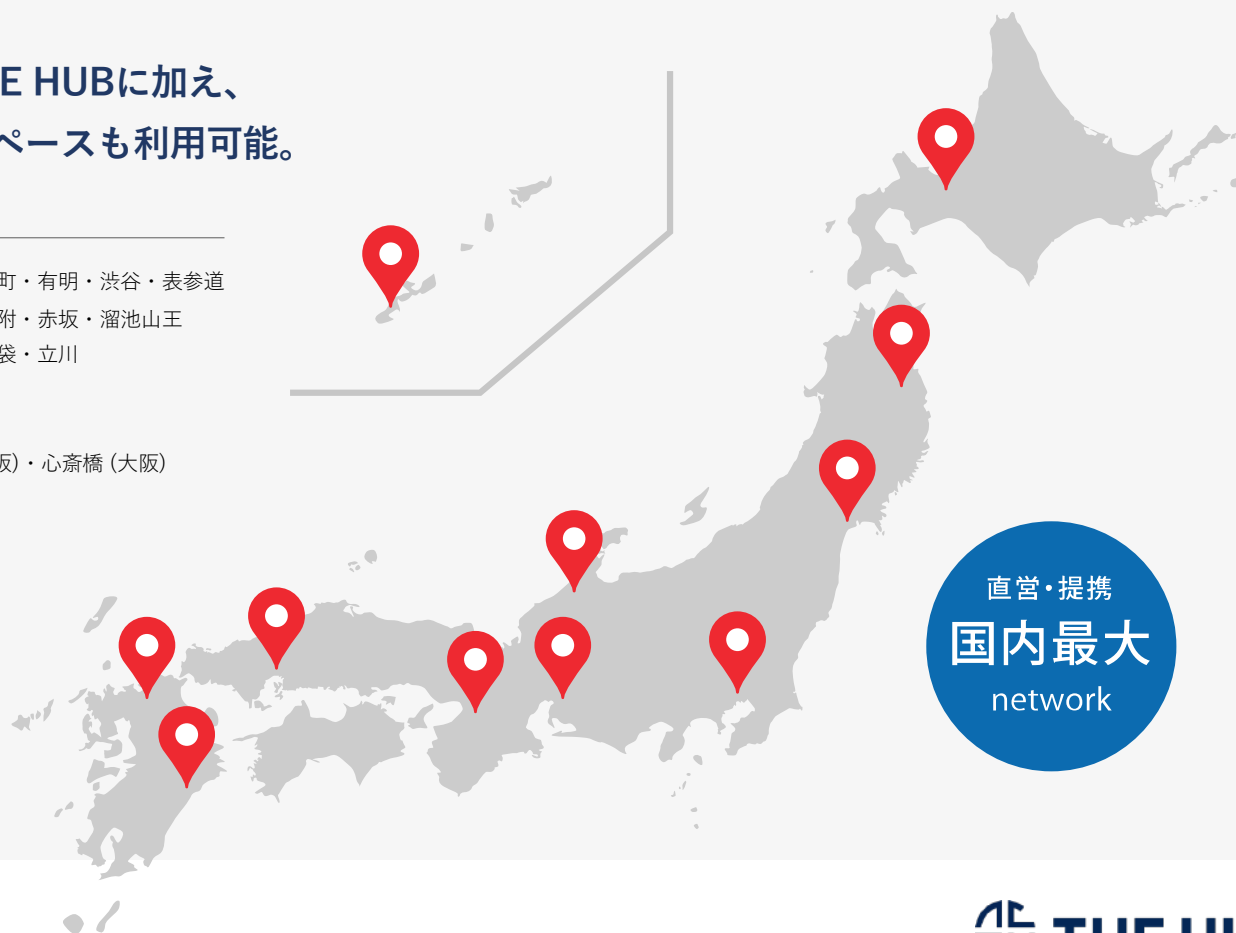 E HUBに加え、
ペースも利用可能。
町・有明・渋谷・表参道
附・赤坂・溜池山王
袋・立川
阪)・心斎橋 (大阪)
直営・提携
国内最大
network
THE HU